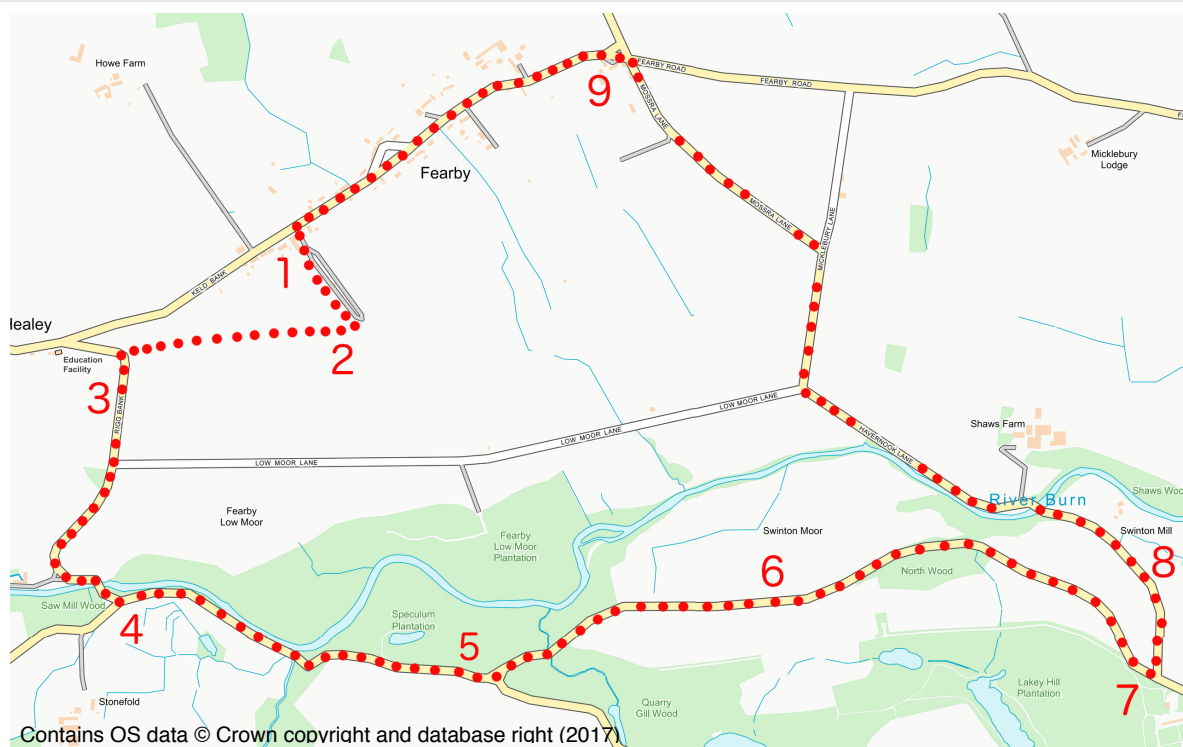 Howe Farm
FEARBY ROAD
FEARBY ROAD
9
MOSSRA LANE
Micklebury
Lodge
Fearby
MOSSRA LANE
MICKLEBURY LANE
1
KELD BANK
Healey
2
Education
Facility
3
RIGG BANK
LOW MOOR LANE
LOW MOOR LANE
LOW MOOR LANE
HAVERNOOK LANE
Shaws Farm
River Burn
Shaws Woo
Fearby
Low Moor
Fearby
Low Moor
Plantation
Swinton Moor
Swinton Mill
8
6
North Wood
Saw Mill Wood
4
Speculum
Plantation
5
7
Lakey Hill
Plantation
Stonefold
Quarry
Gill Wood
Contains OS data © Crown copyright and database right (2017)